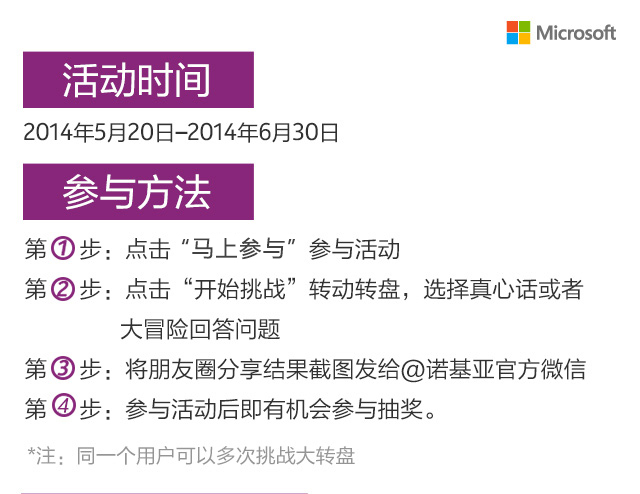 Microsoft
活动时间
2014年5月20日–2014年6月30日
参与方法
第①步：点击“马上参与”参与活动
第②步：点击“开始挑战”转动转盘，选择真心话或者
大冒险回答问题
第③步：将朋友圈分享结果截图发给@诺基亚官方微信
第④步：参与活动后即有机会参与抽奖。
*注：同一个用户可以多次挑战大转盘